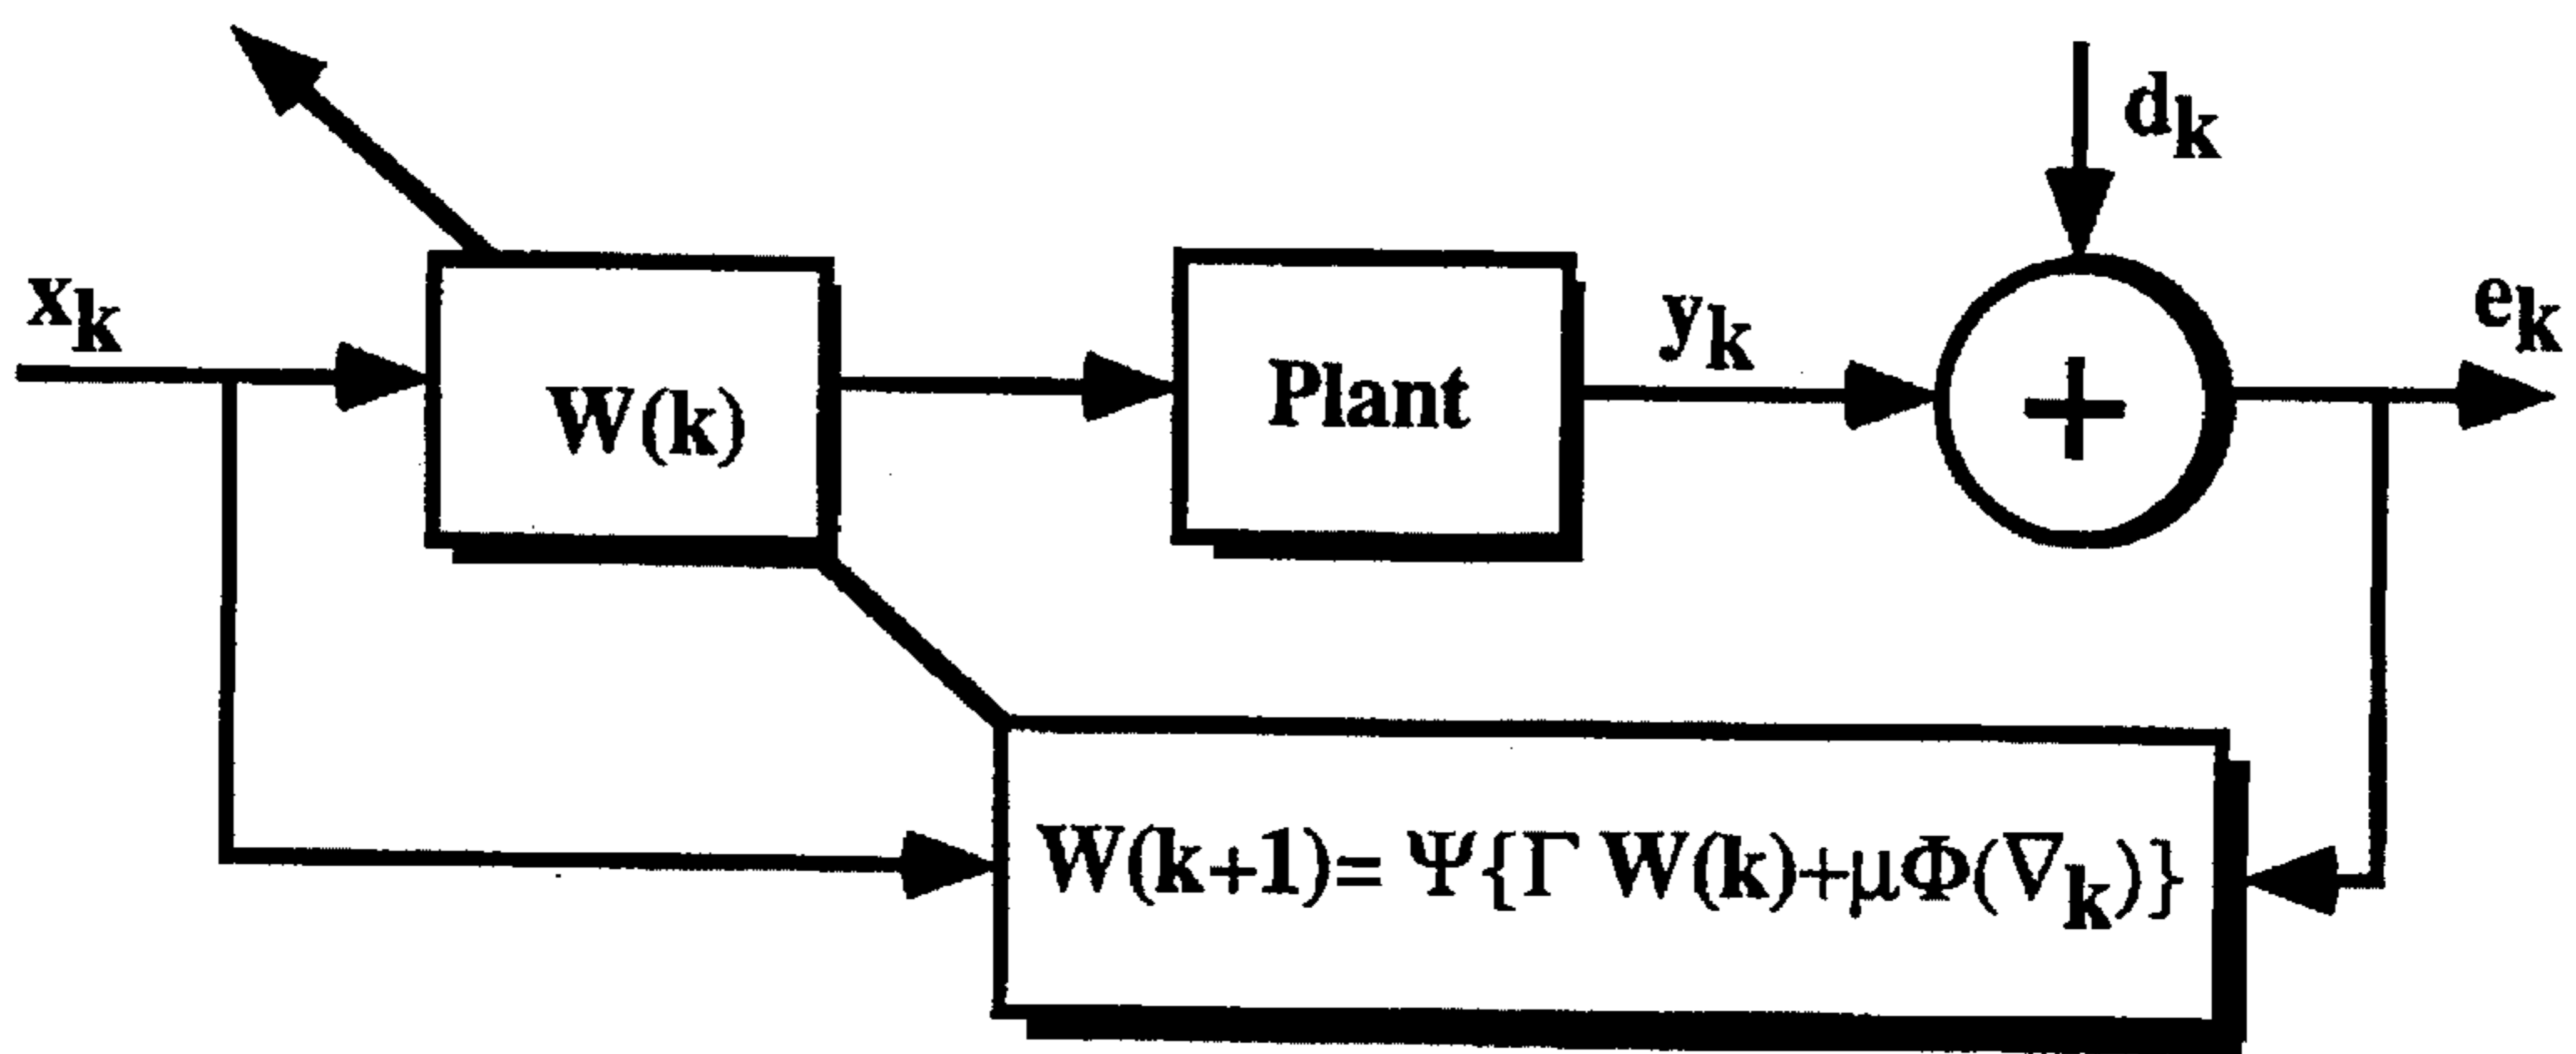 x_k
W(k)
Plant
y_k
d_k
+
e_k
W(k+1)= Ψ{Γ W(k)+μΦ(∇_k)}